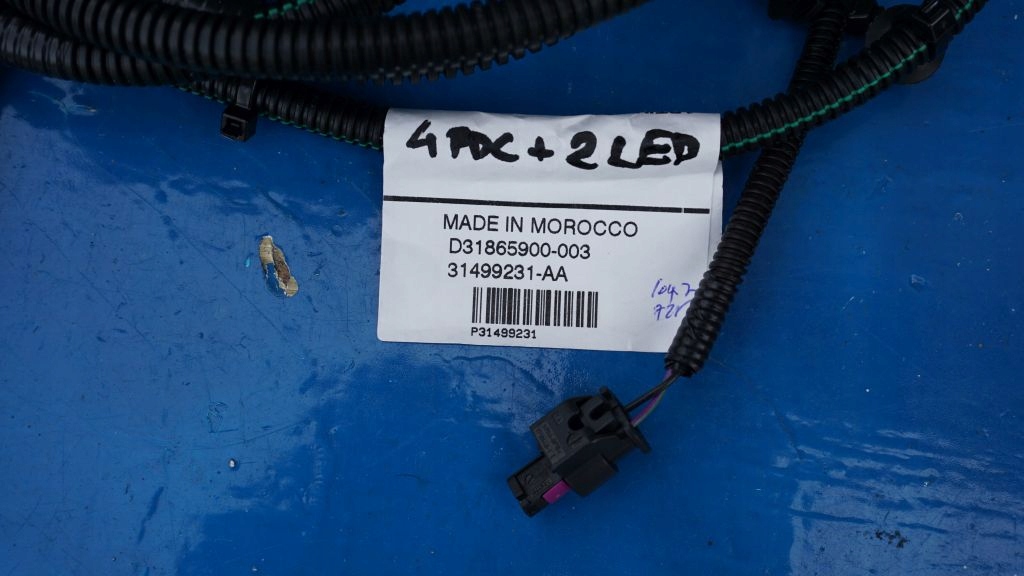 4 PDC + 2 LED
MADE IN MOROCCO
D31865900-003
31499231-AA
P31499231